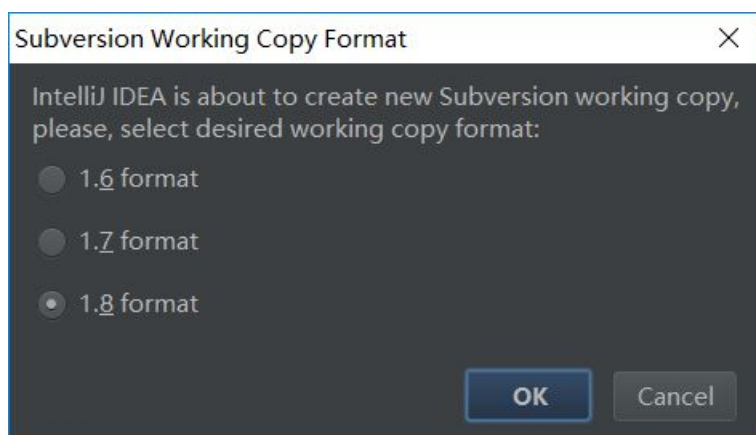 Subversion Working Copy Format
IntelliJ IDEA is about to create new Subversion working copy,
please, select desired working copy format:
1.6 format
1.7 format
1.8 format
OK Cancel